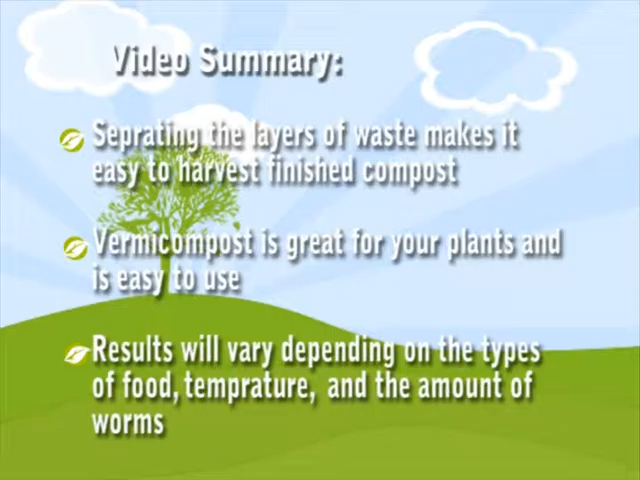 Video Summary:
Seprating the layers of waste makes it
easy to harvest finished compost
Vermicompost is great for your plants and
is easy to use
Results will vary depending on the types
of food, temprature, and the amount of
worms